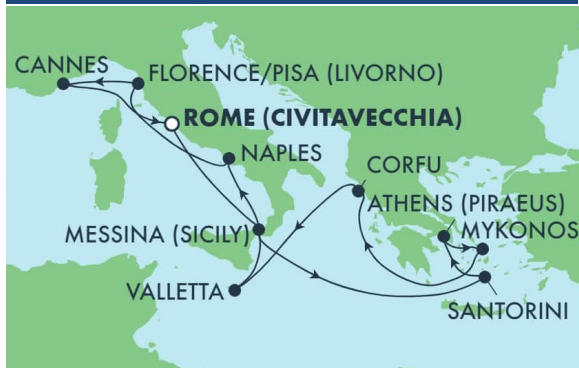 CANNES
FLORENCE/PISA (LIVORNO)
ROME (CIVITAVECCHIA)
NAPLES
CORFU
ATHENS (PIRAEUS)
MYKONOS
MESSINA (SICILY)
VALLETTA
SANTORINI